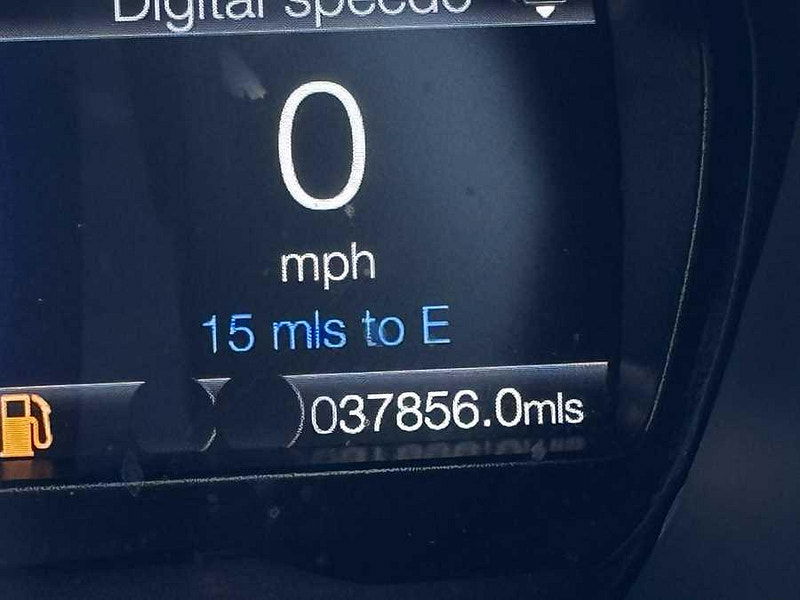 Digital speedo
0
mph
15 mls to E
037856.0mls